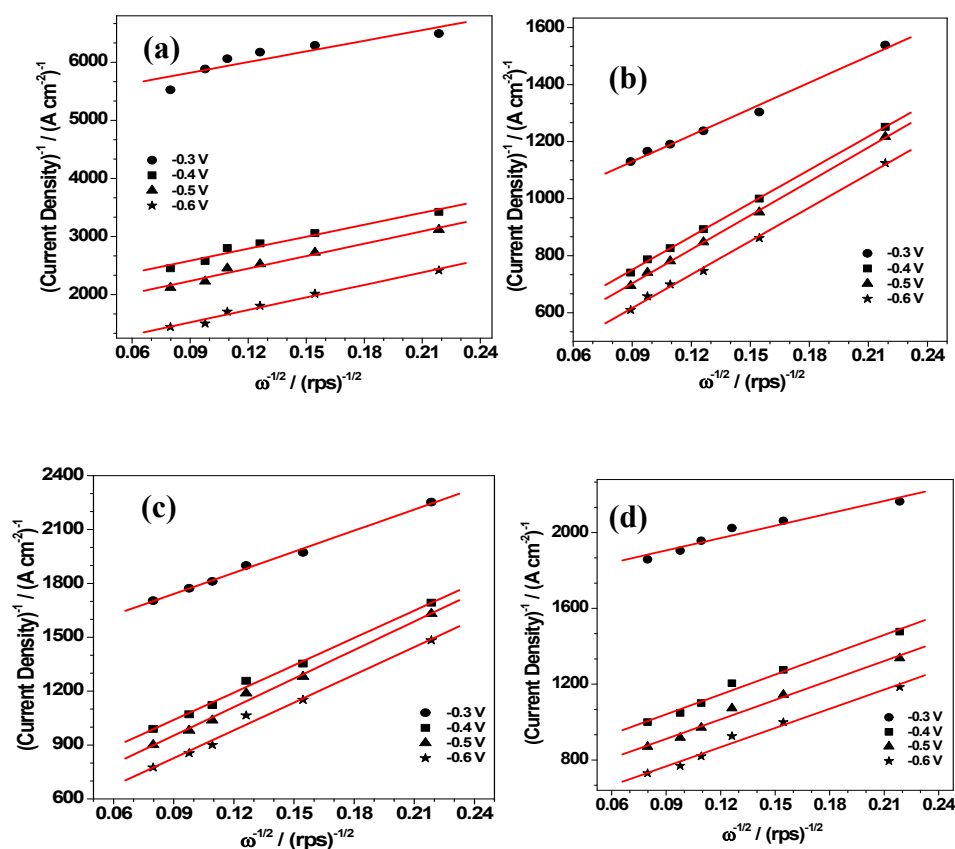 (a)
(Current Density)⁻¹ / (A cm⁻²)⁻¹
6000
5000
4000
3000
2000
-0.3 V
-0.4 V
-0.5 V
-0.6 V
0.06 0.09 0.12 0.15 0.18 0.21 0.24
ω⁻¹/² / (rps)⁻¹/²
(b)
(Current Density)⁻¹ / (A cm⁻²)⁻¹
1600
1400
1200
1000
800
600
-0.3 V
-0.4 V
-0.5 V
-0.6 V
0.06 0.09 0.12 0.15 0.18 0.21 0.24
ω⁻¹/² / (rps)⁻¹/²
(c)
(Current Density)⁻¹ / (A cm⁻²)⁻¹
2400
2100
1800
1500
1200
900
600
-0.3 V
-0.4 V
-0.5 V
-0.6 V
0.06 0.09 0.12 0.15 0.18 0.21 0.24
ω⁻¹/² / (rps)⁻¹/²
(d)
(Current Density)⁻¹ / (A cm⁻²)⁻¹
2000
1600
1200
800
-0.3 V
-0.4 V
-0.5 V
-0.6 V
0.06 0.09 0.12 0.15 0.18 0.21 0.24
ω⁻¹/² / (rps)⁻¹/²